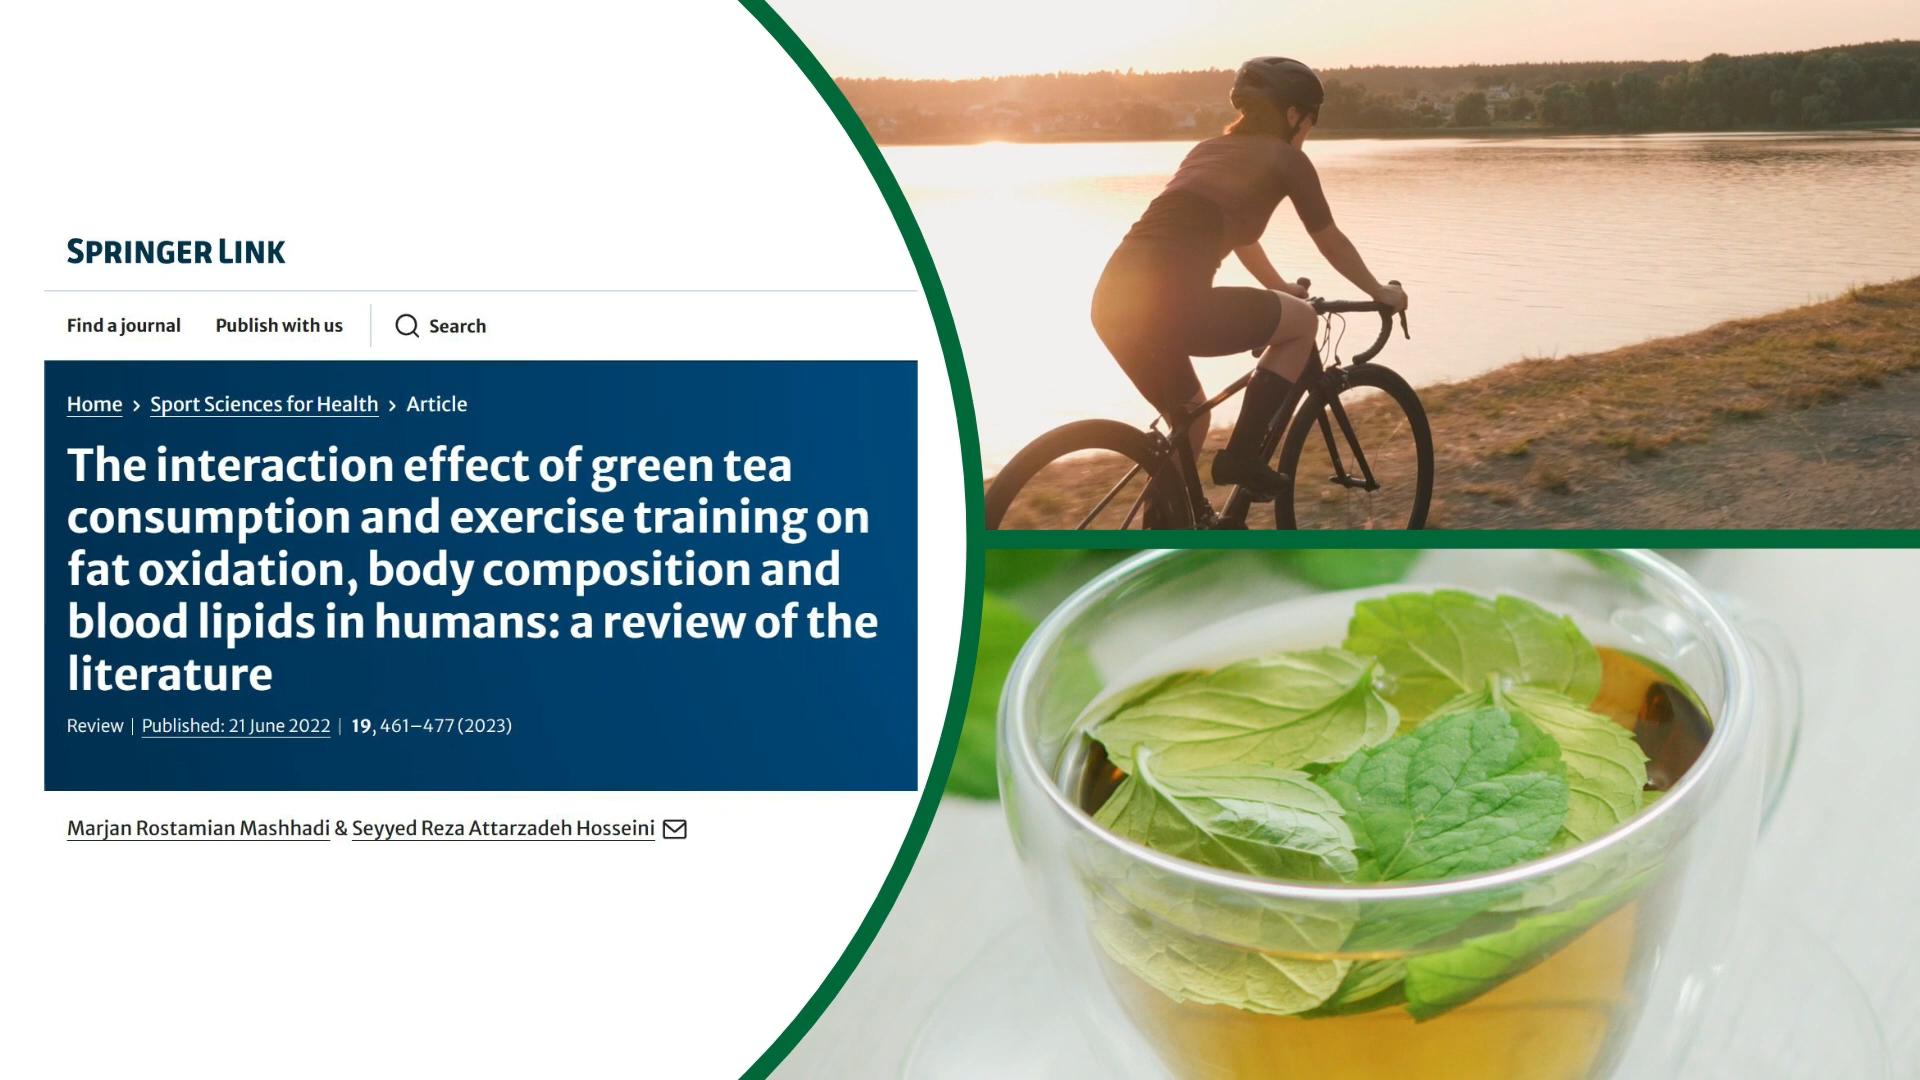 SPRINGER LINK
Find a journal Publish with us Search
Home > Sport Sciences for Health > Article
The interaction effect of green tea
consumption and exercise training on
fat oxidation, body composition and
blood lipids in humans: a review of the
literature
Review | Published: 21 June 2022 | 19, 461–477 (2023)
Marjan Rostamian Mashhadi & Seyyed Reza Attarzadeh Hosseini